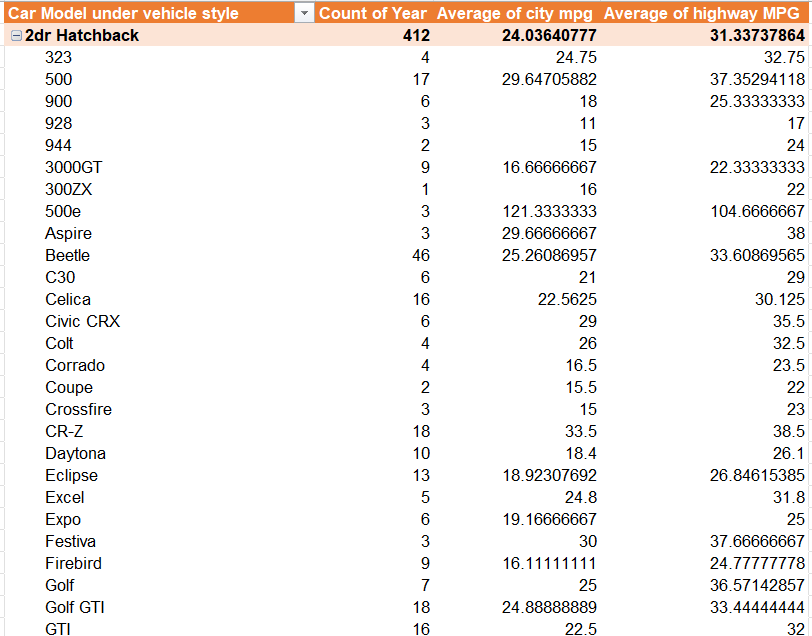 Car Model under vehicle style Count of Year Average of city mpg Average of highway MPG
2dr Hatchback 412 24.03640777 31.33737864
323 4 24.75 32.75
500 17 29.64705882 37.35294118
900 6 18 25.33333333
928 3 11 17
944 2 15 24
3000GT 9 16.66666667 22.33333333
300ZX 1 16 22
500e 3 121.3333333 104.6666667
Aspire 3 29.66666667 38
Beetle 46 25.26086957 33.60869565
C30 6 21 29
Celica 16 22.5625 30.125
Civic CRX 6 29 35.5
Colt 4 26 32.5
Corrado 4 16.5 23.5
Coupe 2 15.5 22
Crossfire 3 15 23
CR-Z 18 33.5 38.5
Daytona 10 18.4 26.1
Eclipse 13 18.92307692 26.84615385
Excel 5 24.8 31.8
Expo 6 19.16666667 25
Festiva 3 30 37.66666667
Firebird 9 16.11111111 24.77777778
Golf 7 25 36.57142857
Golf GTI 18 24.88888889 33.44444444
GTI 16 22.5 32